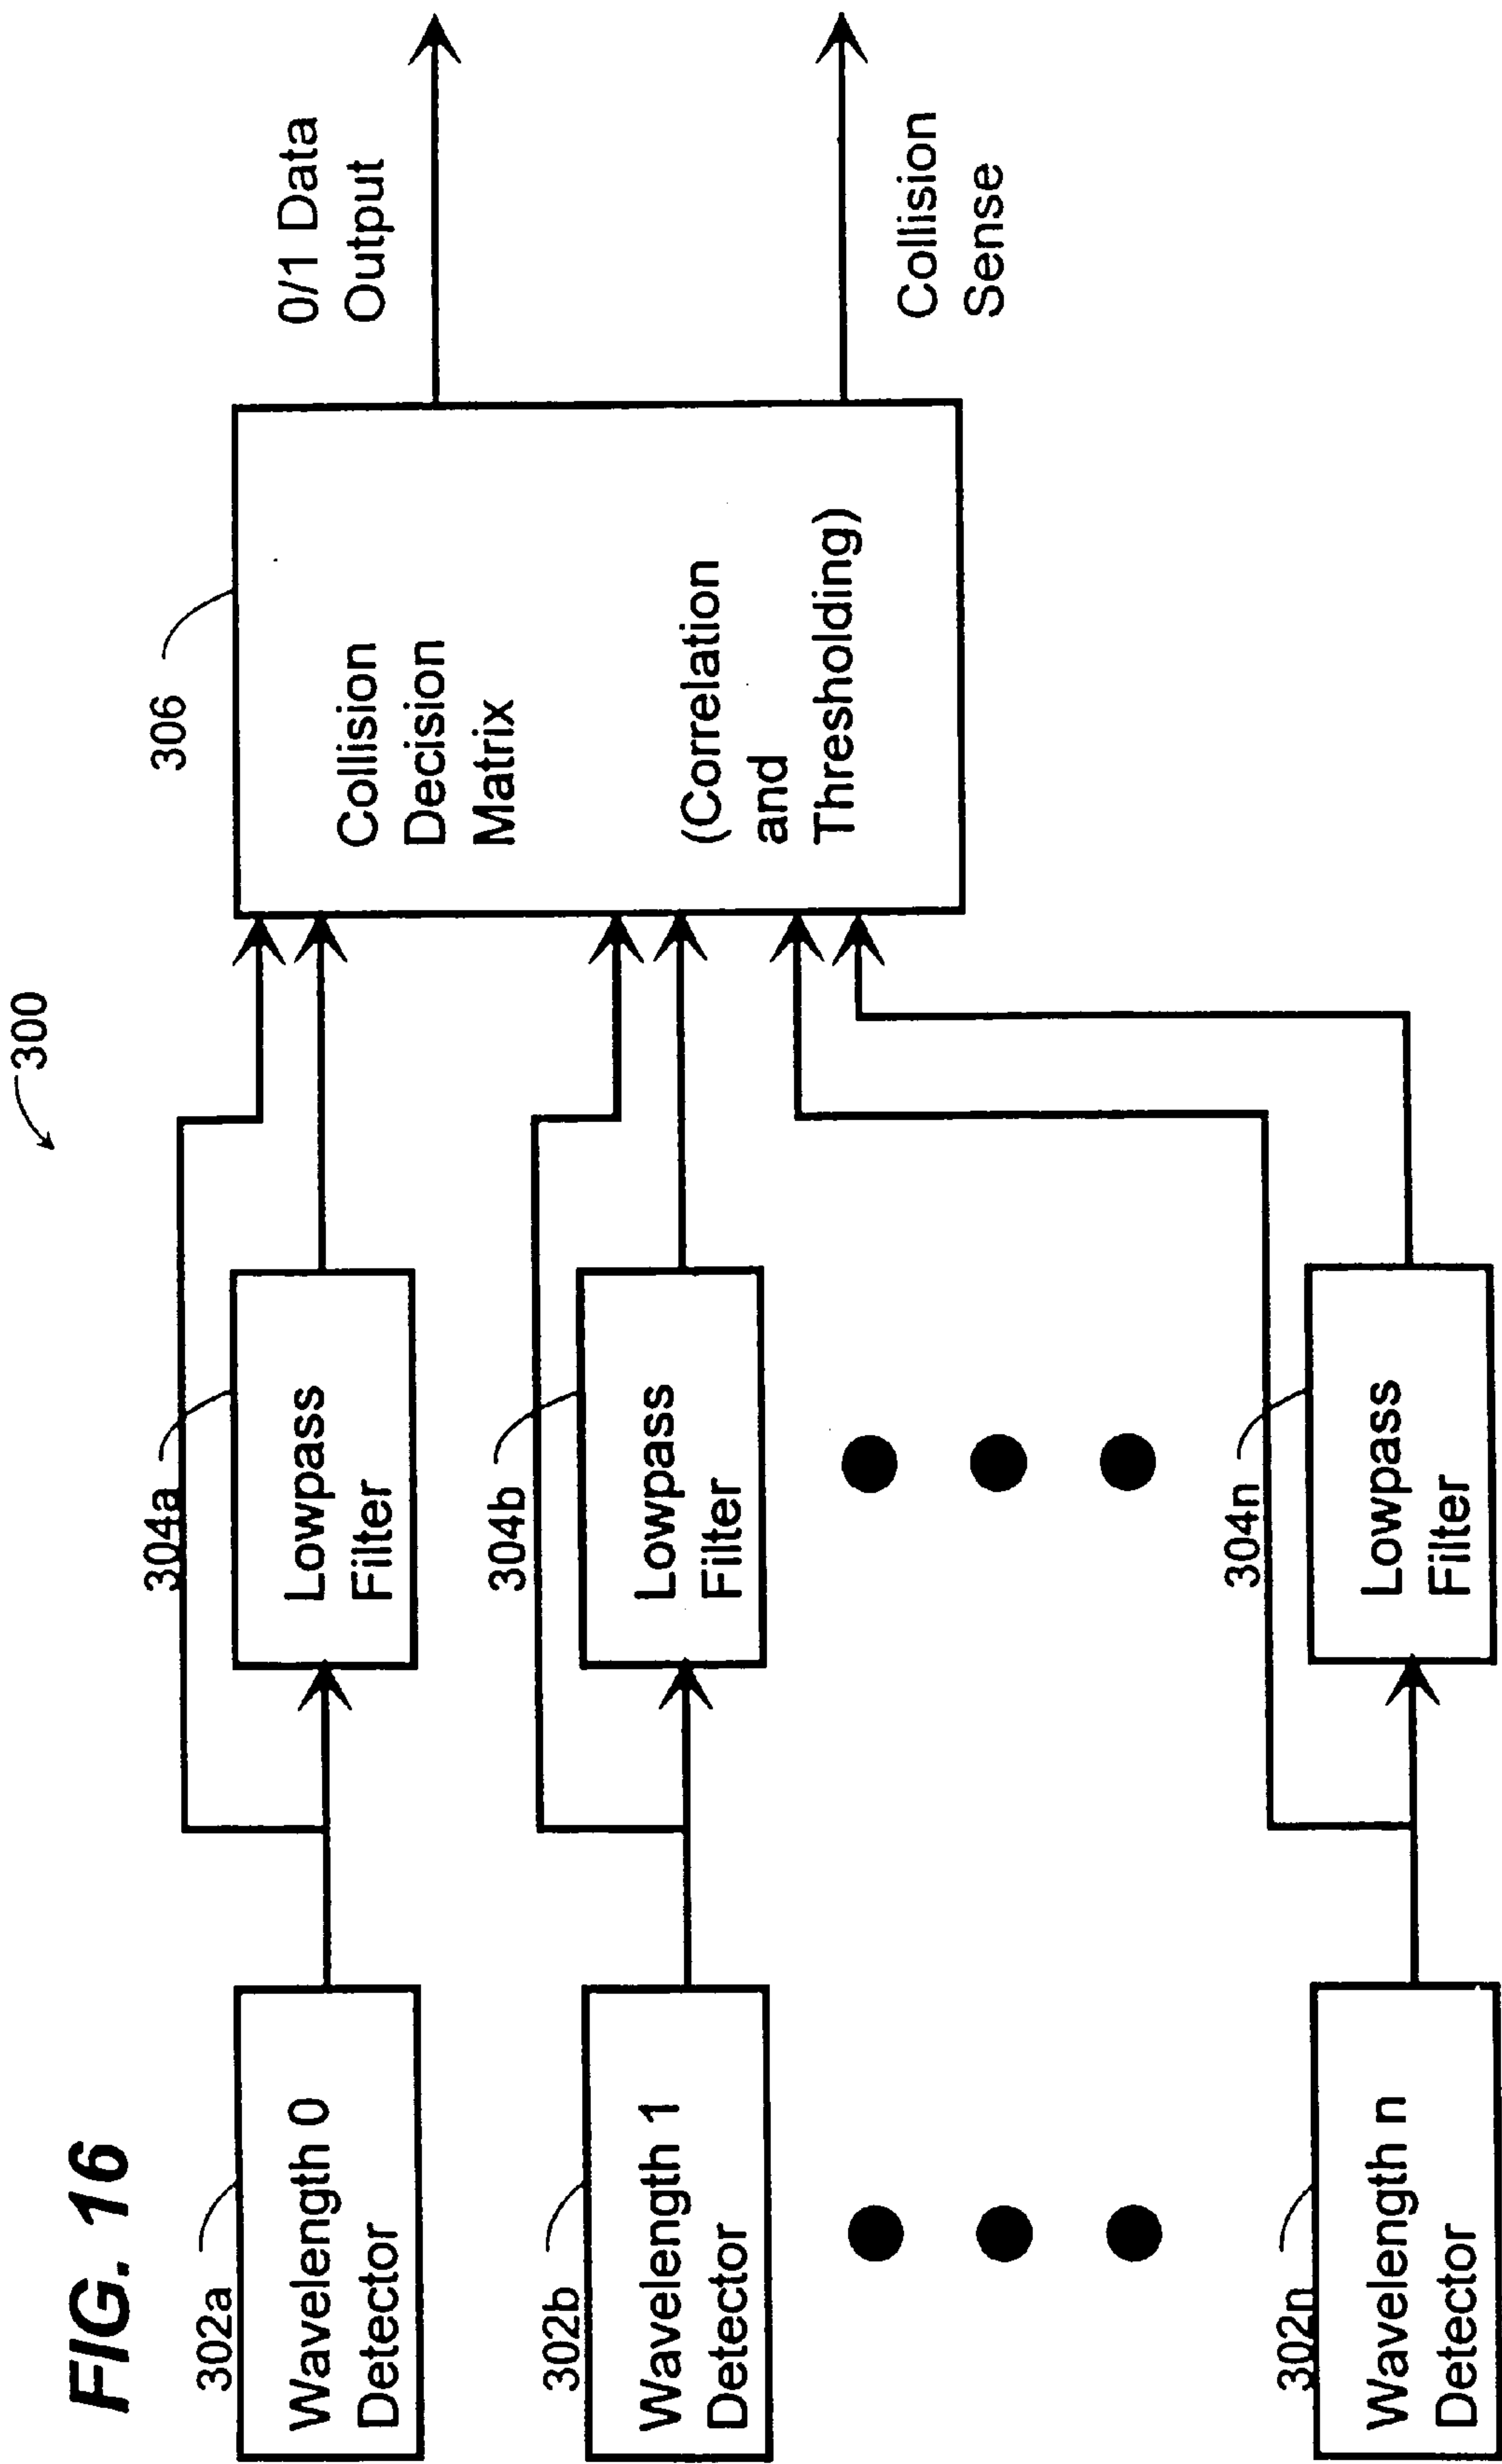 FIG. 16
300
302a
Wavelength 0
Detector
304a
Lowpass
Filter
302b
Wavelength 1
Detector
304b
Lowpass
Filter
302n
Wavelength n
Detector
304n
Lowpass
Filter
306
Collision
Decision
Matrix
(Correlation
and
Thresholding)
0/1 Data
Output
Collision
Sense